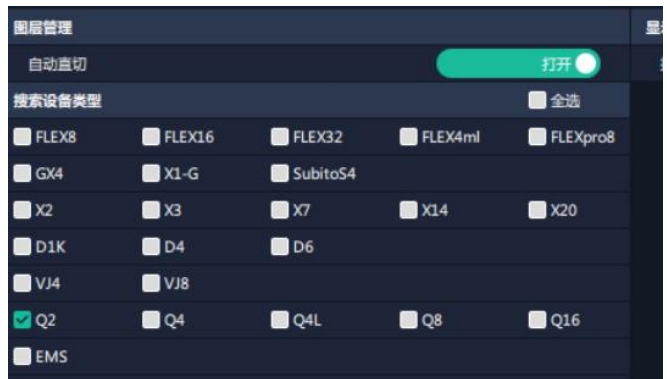 图层管理
自动直切 打开
搜索设备类型 全选
FLEX8 FLEX16 FLEX32 FLEX4ml FLEXpro8
GX4 X1-G SubitoS4
X2 X3 X7 X14 X20
D1K D4 D6
VJ4 VJ8
Q2 Q4 Q4L Q8 Q16
EMS